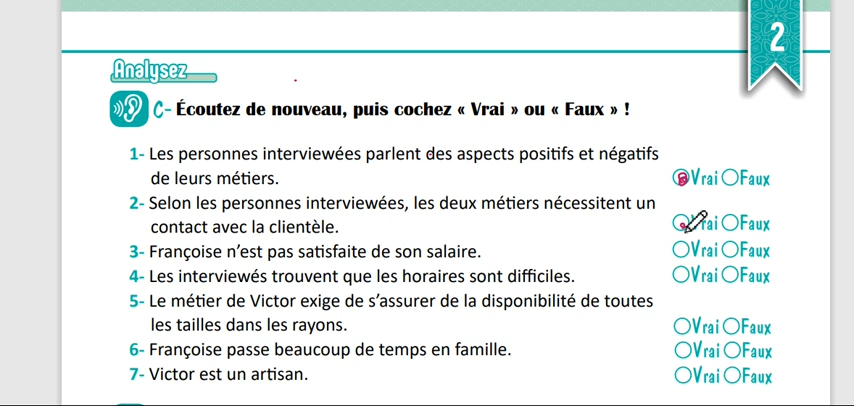 2
Analysez
C- Écoutez de nouveau, puis cochez « Vrai » ou « Faux » !
1- Les personnes interviewées parlent des aspects positifs et négatifs
de leurs métiers. Vrai Faux
2- Selon les personnes interviewées, les deux métiers nécessitent un
contact avec la clientèle. Vrai Faux
3- Françoise n'est pas satisfaite de son salaire. Vrai Faux
4- Les interviewés trouvent que les horaires sont difficiles. Vrai Faux
5- Le métier de Victor exige de s'assurer de la disponibilité de toutes
les tailles dans les rayons. Vrai Faux
6- Françoise passe beaucoup de temps en famille. Vrai Faux
7- Victor est un artisan. Vrai Faux